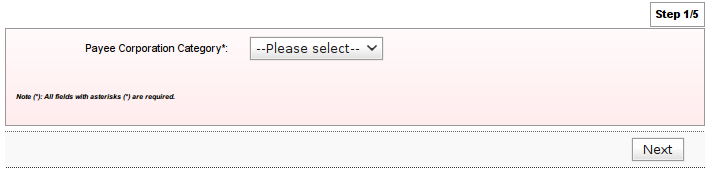 Step 1/5
Payee Corporation Category*: --Please select--
Note (*): All fields with asterisks (*) are required.
Next